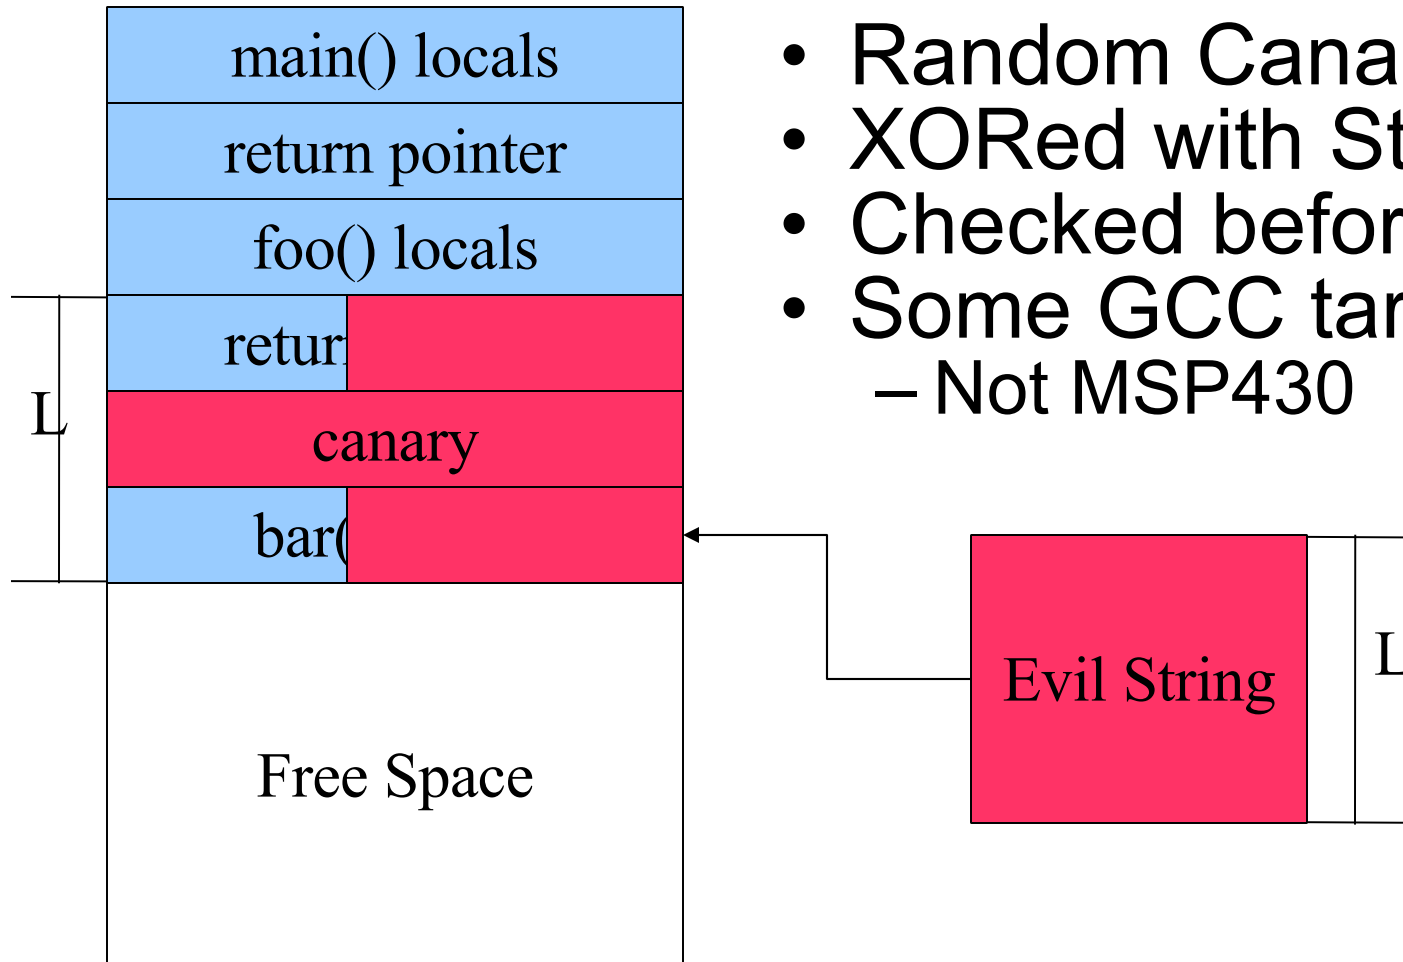 main() locals
return pointer
foo() locals
retur
canary
bar(
Free Space
L
• Random Cana
• XORed with St
• Checked befor
• Some GCC tar
– Not MSP430
Evil String
L